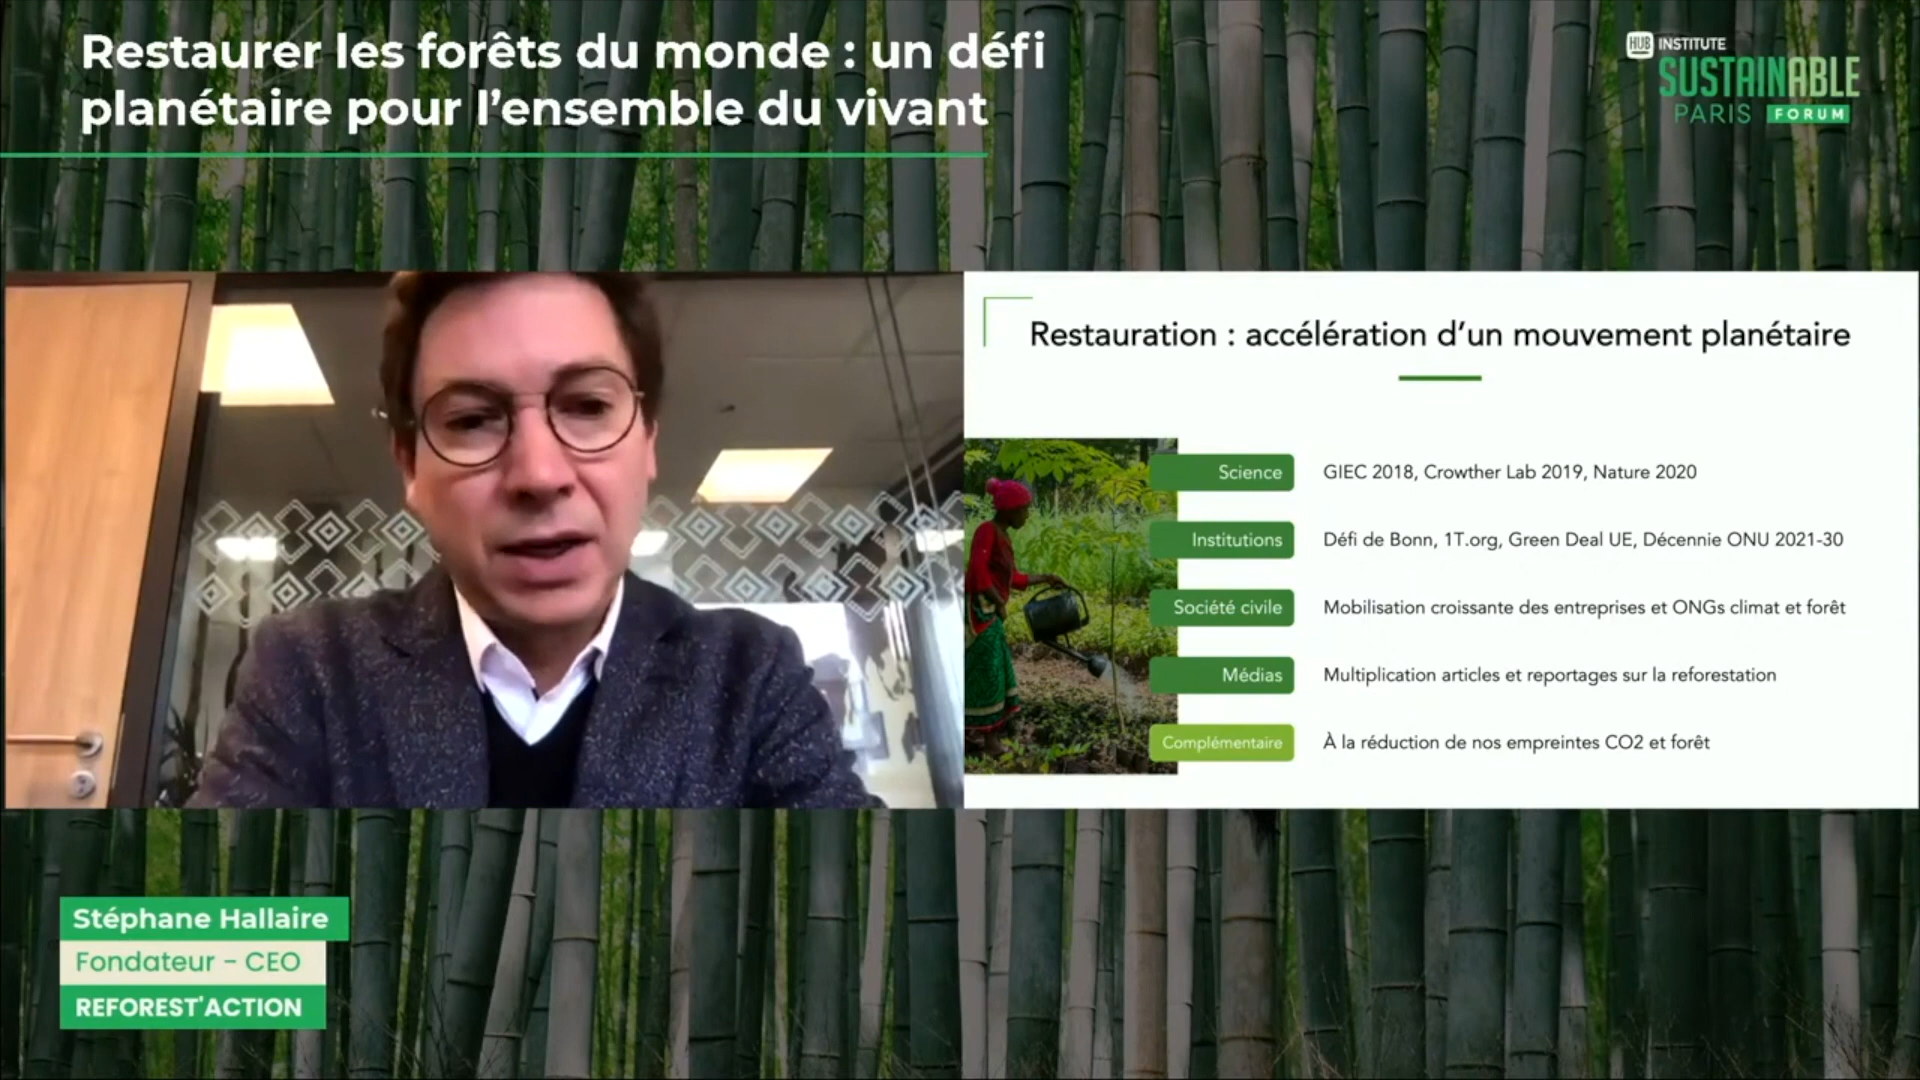 Restaurer les forêts du monde : un défi
planétaire pour l'ensemble du vivant
HUB INSTITUTE
SUSTAINABLE
PARIS FORUM
Restauration : accélération d'un mouvement planétaire
Science GIEC 2018, Crowther Lab 2019, Nature 2020
Institutions Défi de Bonn, 1T.org, Green Deal UE, Décennie ONU 2021-30
Société civile Mobilisation croissante des entreprises et ONGs climat et forêt
Médias Multiplication articles et reportages sur la reforestation
Complémentaire À la réduction de nos empreintes CO2 et forêt
Stéphane Hallaire
Fondateur - CEO
REFOREST'ACTION